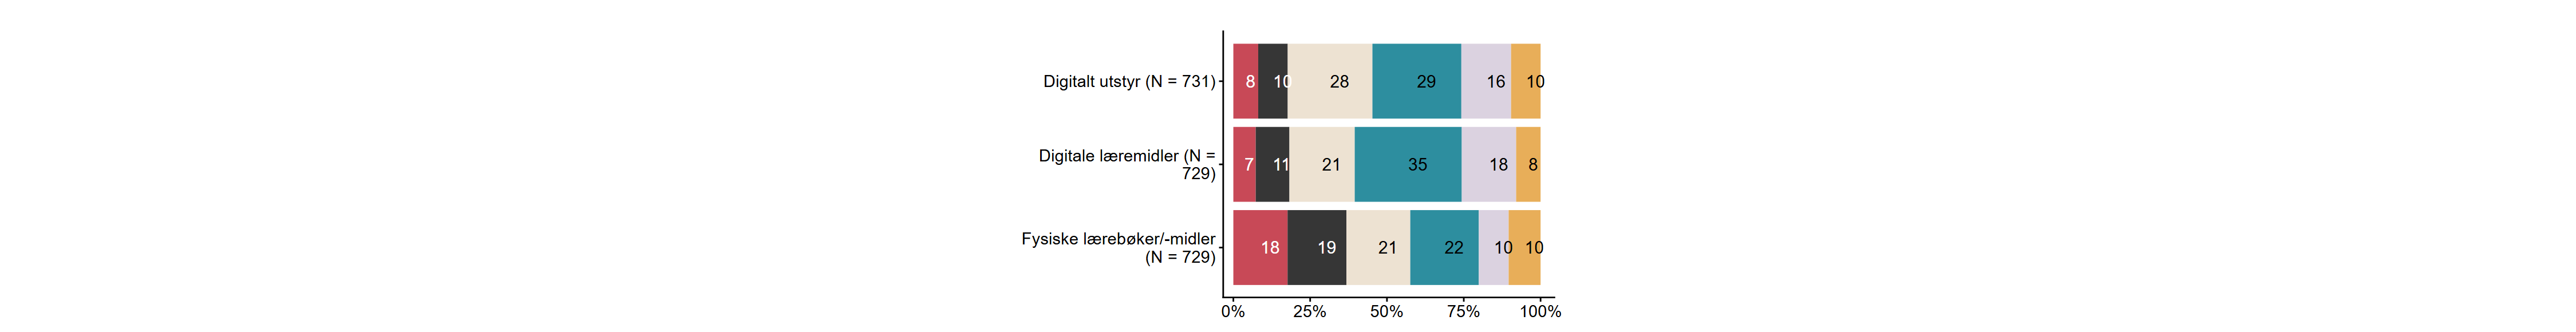 Digitalt utstyr (N = 731)
8 10 28 29 16 10
Digitale læremidler (N =
729)
7 11 21 35 18 8
Fysiske lærebøker/-midler
(N = 729)
18 19 21 22 10 10
0% 25% 50% 75% 100%